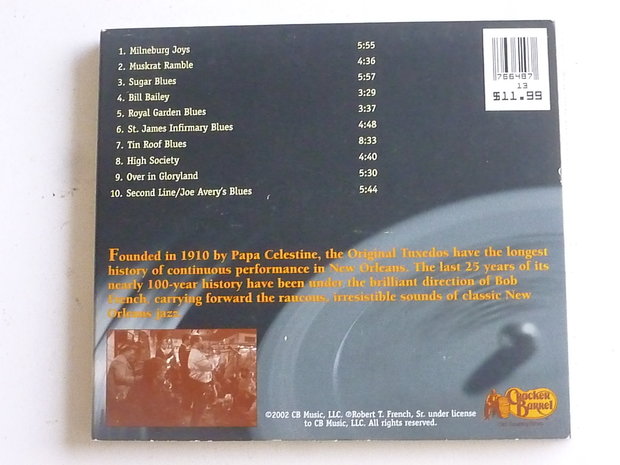 1. Milneburg Joys 5:55
2. Muskrat Ramble 4:36
3. Sugar Blues 5:57
4. Bill Bailey 3:29
5. Royal Garden Blues 3:37
6. St. James Infirmary Blues 4:48
7. Tin Roof Blues 8:33
8. High Society 4:40
9. Over in Gloryland 5:30
10. Second Line/Joe Avery's Blues 5:44
766487
13
$11.99
Founded in 1910 by Papa Celestine, the Original Tuxedos have the longest
history of continuous performance in New Orleans. The last 25 years of its
nearly 100-year history have been under the brilliant direction of Bob
French, carrying forward the raucous, irresistible sounds of classic New
Orleans jazz.
©2002 CB Music, LLC. ℗Robert T. French, Sr. under license
to CB Music, LLC. All rights reserved.
Cracker
Barrel
Old Country Store